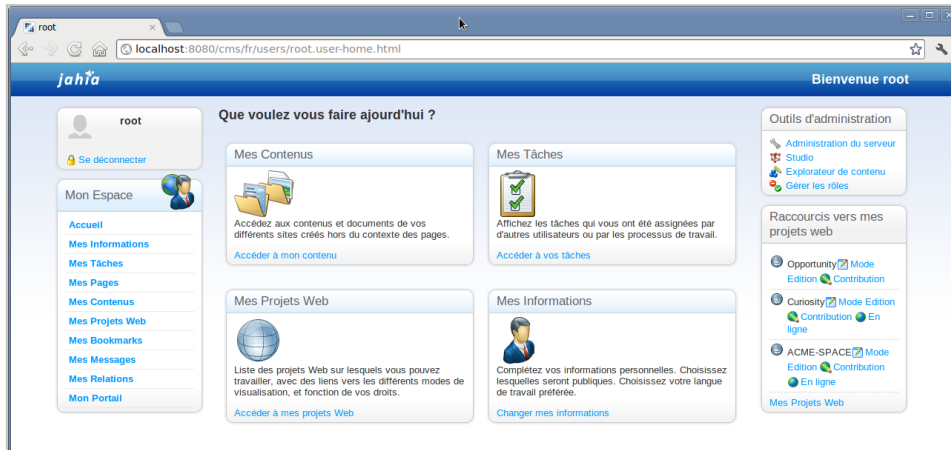 root
localhost:8080/cms/fr/users/root.user-home.html
jahia
Bienvenue root
root
Se déconnecter
Mon Espace
Accueil
Mes Informations
Mes Tâches
Mes Pages
Mes Contenus
Mes Projets Web
Mes Bookmarks
Mes Messages
Mes Relations
Mon Portail
Que voulez vous faire ajourd'hui ?
Mes Contenus
Accédez aux contenus et documents de vos
différents sites créés hors du contexte des pages.
Accéder à mon contenu
Mes Tâches
Affichez les tâches qui vous ont été assignées par
d'autres utilisateurs ou par les processus de travail.
Accéder à vos tâches
Mes Projets Web
Liste des projets Web sur lesquels vous pouvez
travailler, avec des liens vers les différents modes de
visualisation, et fonction de vos droits.
Accéder à mes projets Web
Mes Informations
Complétez vos informations personnelles. Choisissez
lesquelles seront publiques. Choisissez votre langue
de travail préférée.
Changer mes informations
Outils d'administration
Administration du serveur
Studio
Explorateur de contenu
Gérer les rôles
Raccourcis vers mes
projets web
Opportunity Mode
Edition Contribution
Curiosity Mode Edition
Contribution En
ligne
ACME-SPACE Mode
Edition Contribution
En ligne
Mes Projets Web